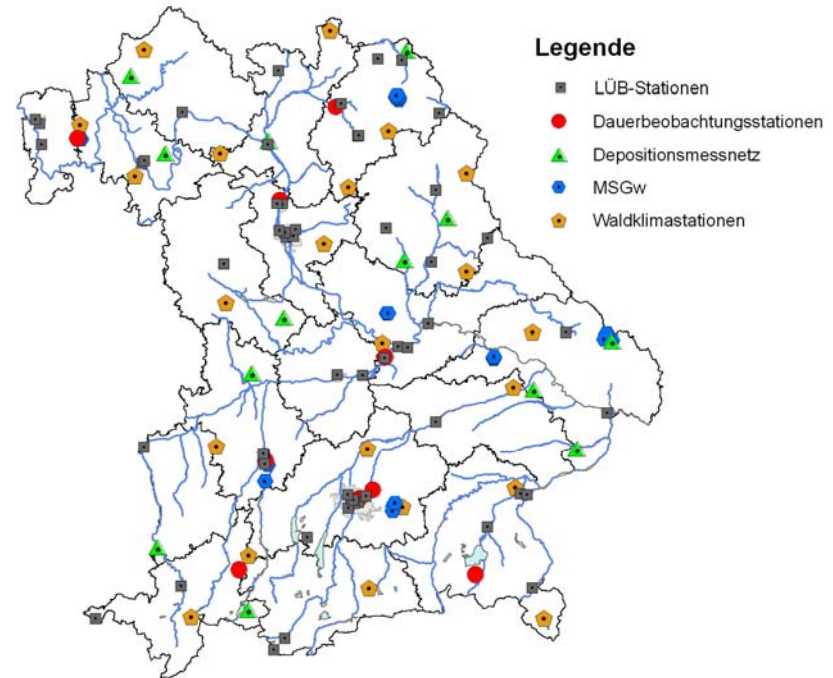 Legende
LÜB-Stationen
Dauerbeobachtungsstationen
Depositionsmessnetz
MSGw
Waldklimastationen